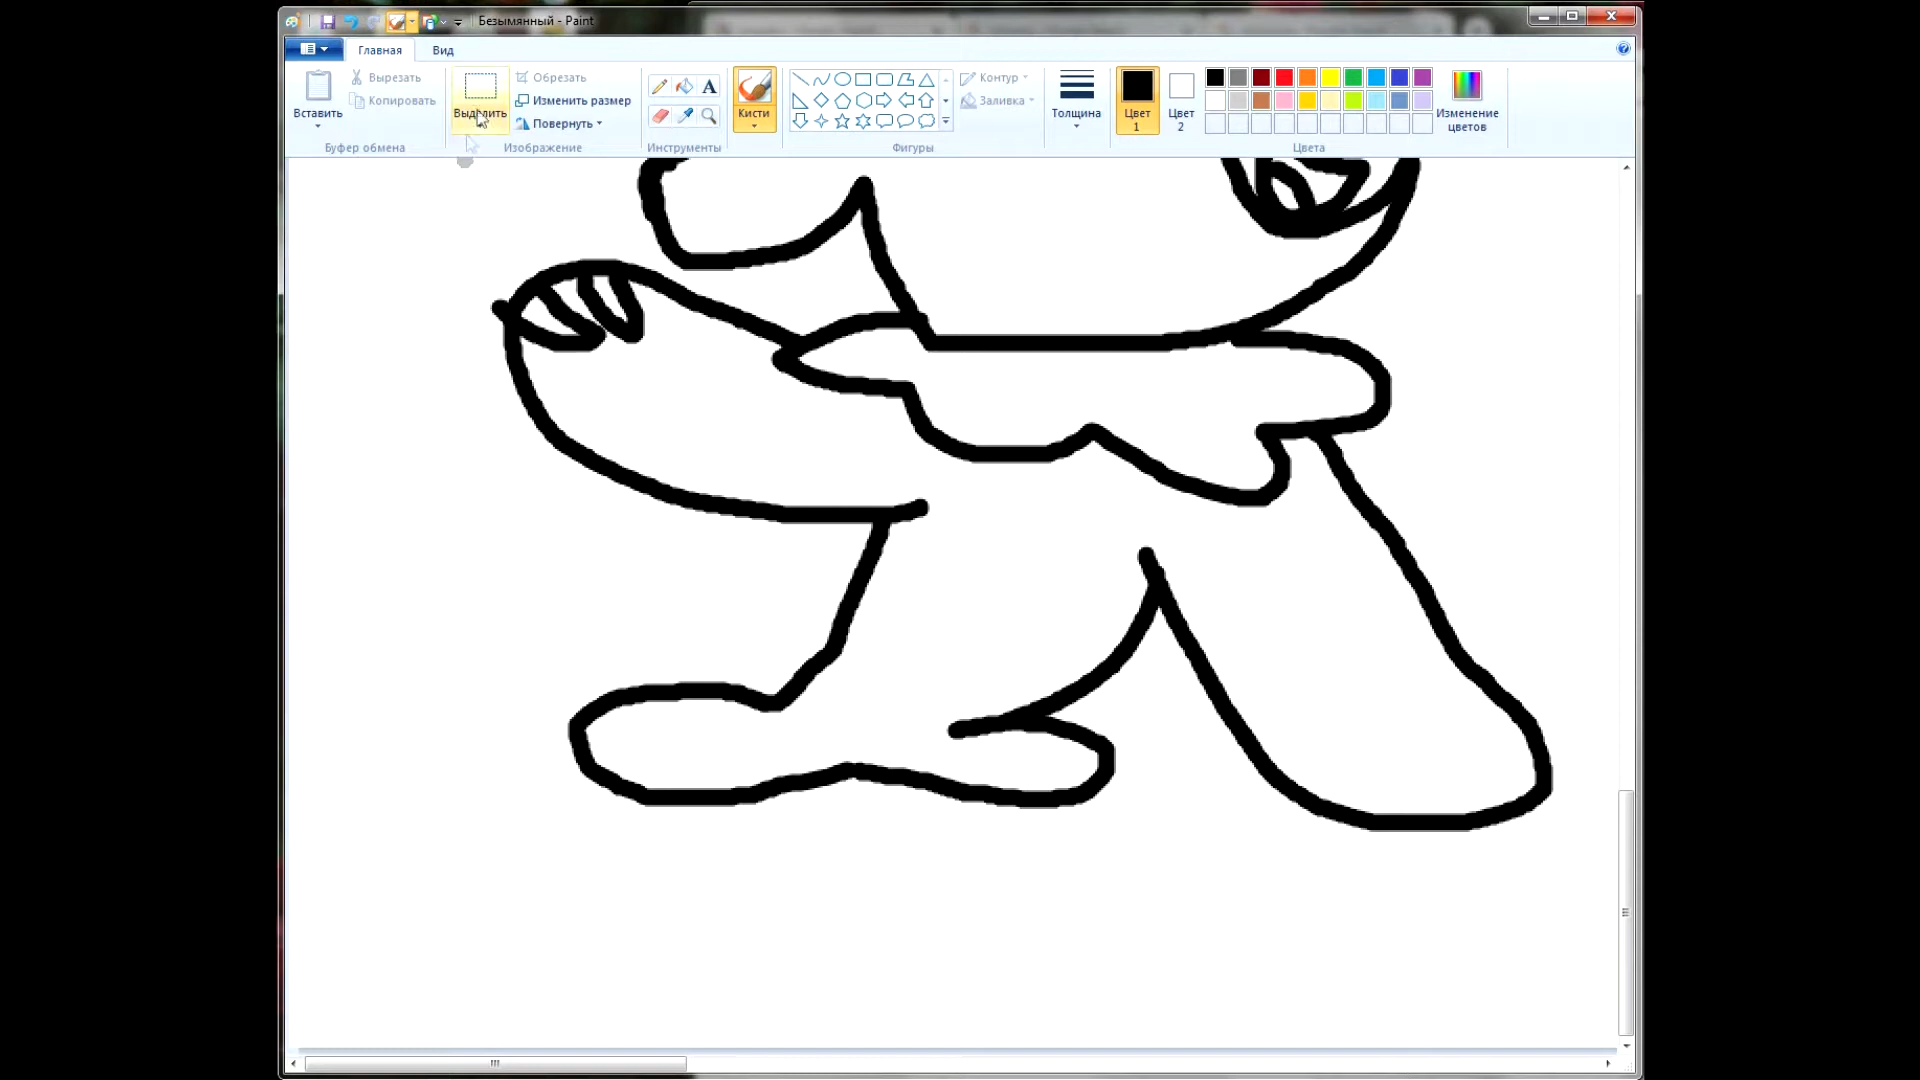 Безымянный - Paint
Главная
Вид
Вставить
Вырезать
Копировать
Буфер обмена
Выделить
Обрезать
Изменить размер
Повернуть
Изображение
A
Инструменты
Кисти
Контур
Заливка
Фигуры
Толщина
Цвет
1
Цвет
2
Изменение
цветов
Цвета